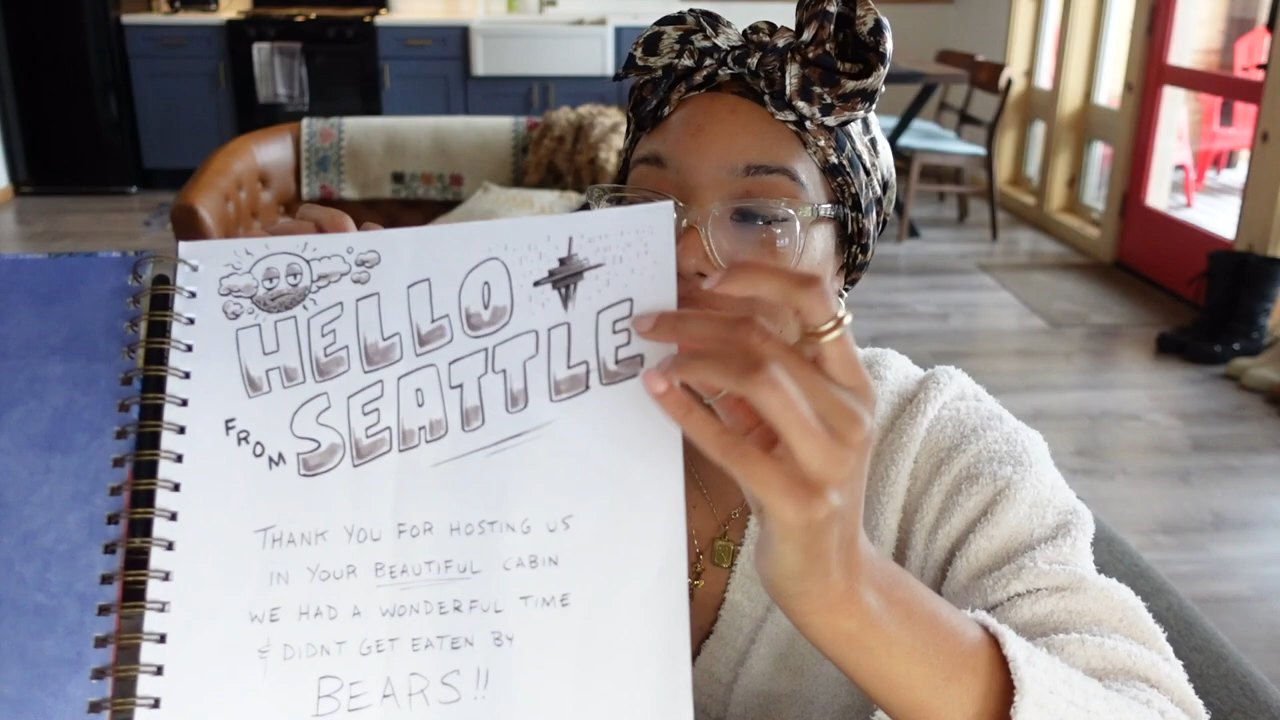 HELLO
FROM SEATTLE
THANK YOU FOR HOSTING US
IN YOUR BEAUTIFUL CABIN
WE HAD A WONDERFUL TIME
& DIDNT GET EATEN BY
BEARS!!